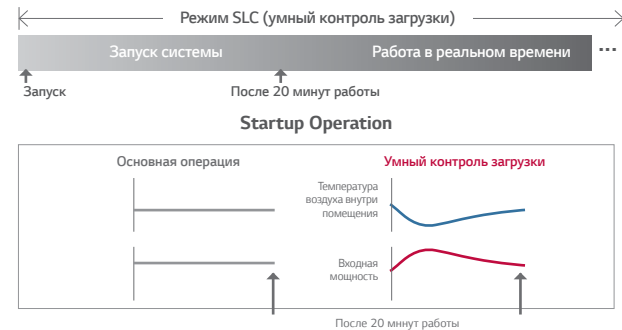 Режим SLC (умный контроль загрузки)
Запуск системы
Работа в реальном времени
...
Запуск
После 20 минут работы
Startup Operation
Основная операция
Умный контроль загрузки
Температура
воздуха внутри
помещения
Входная
мощность
После 20 мннут работы